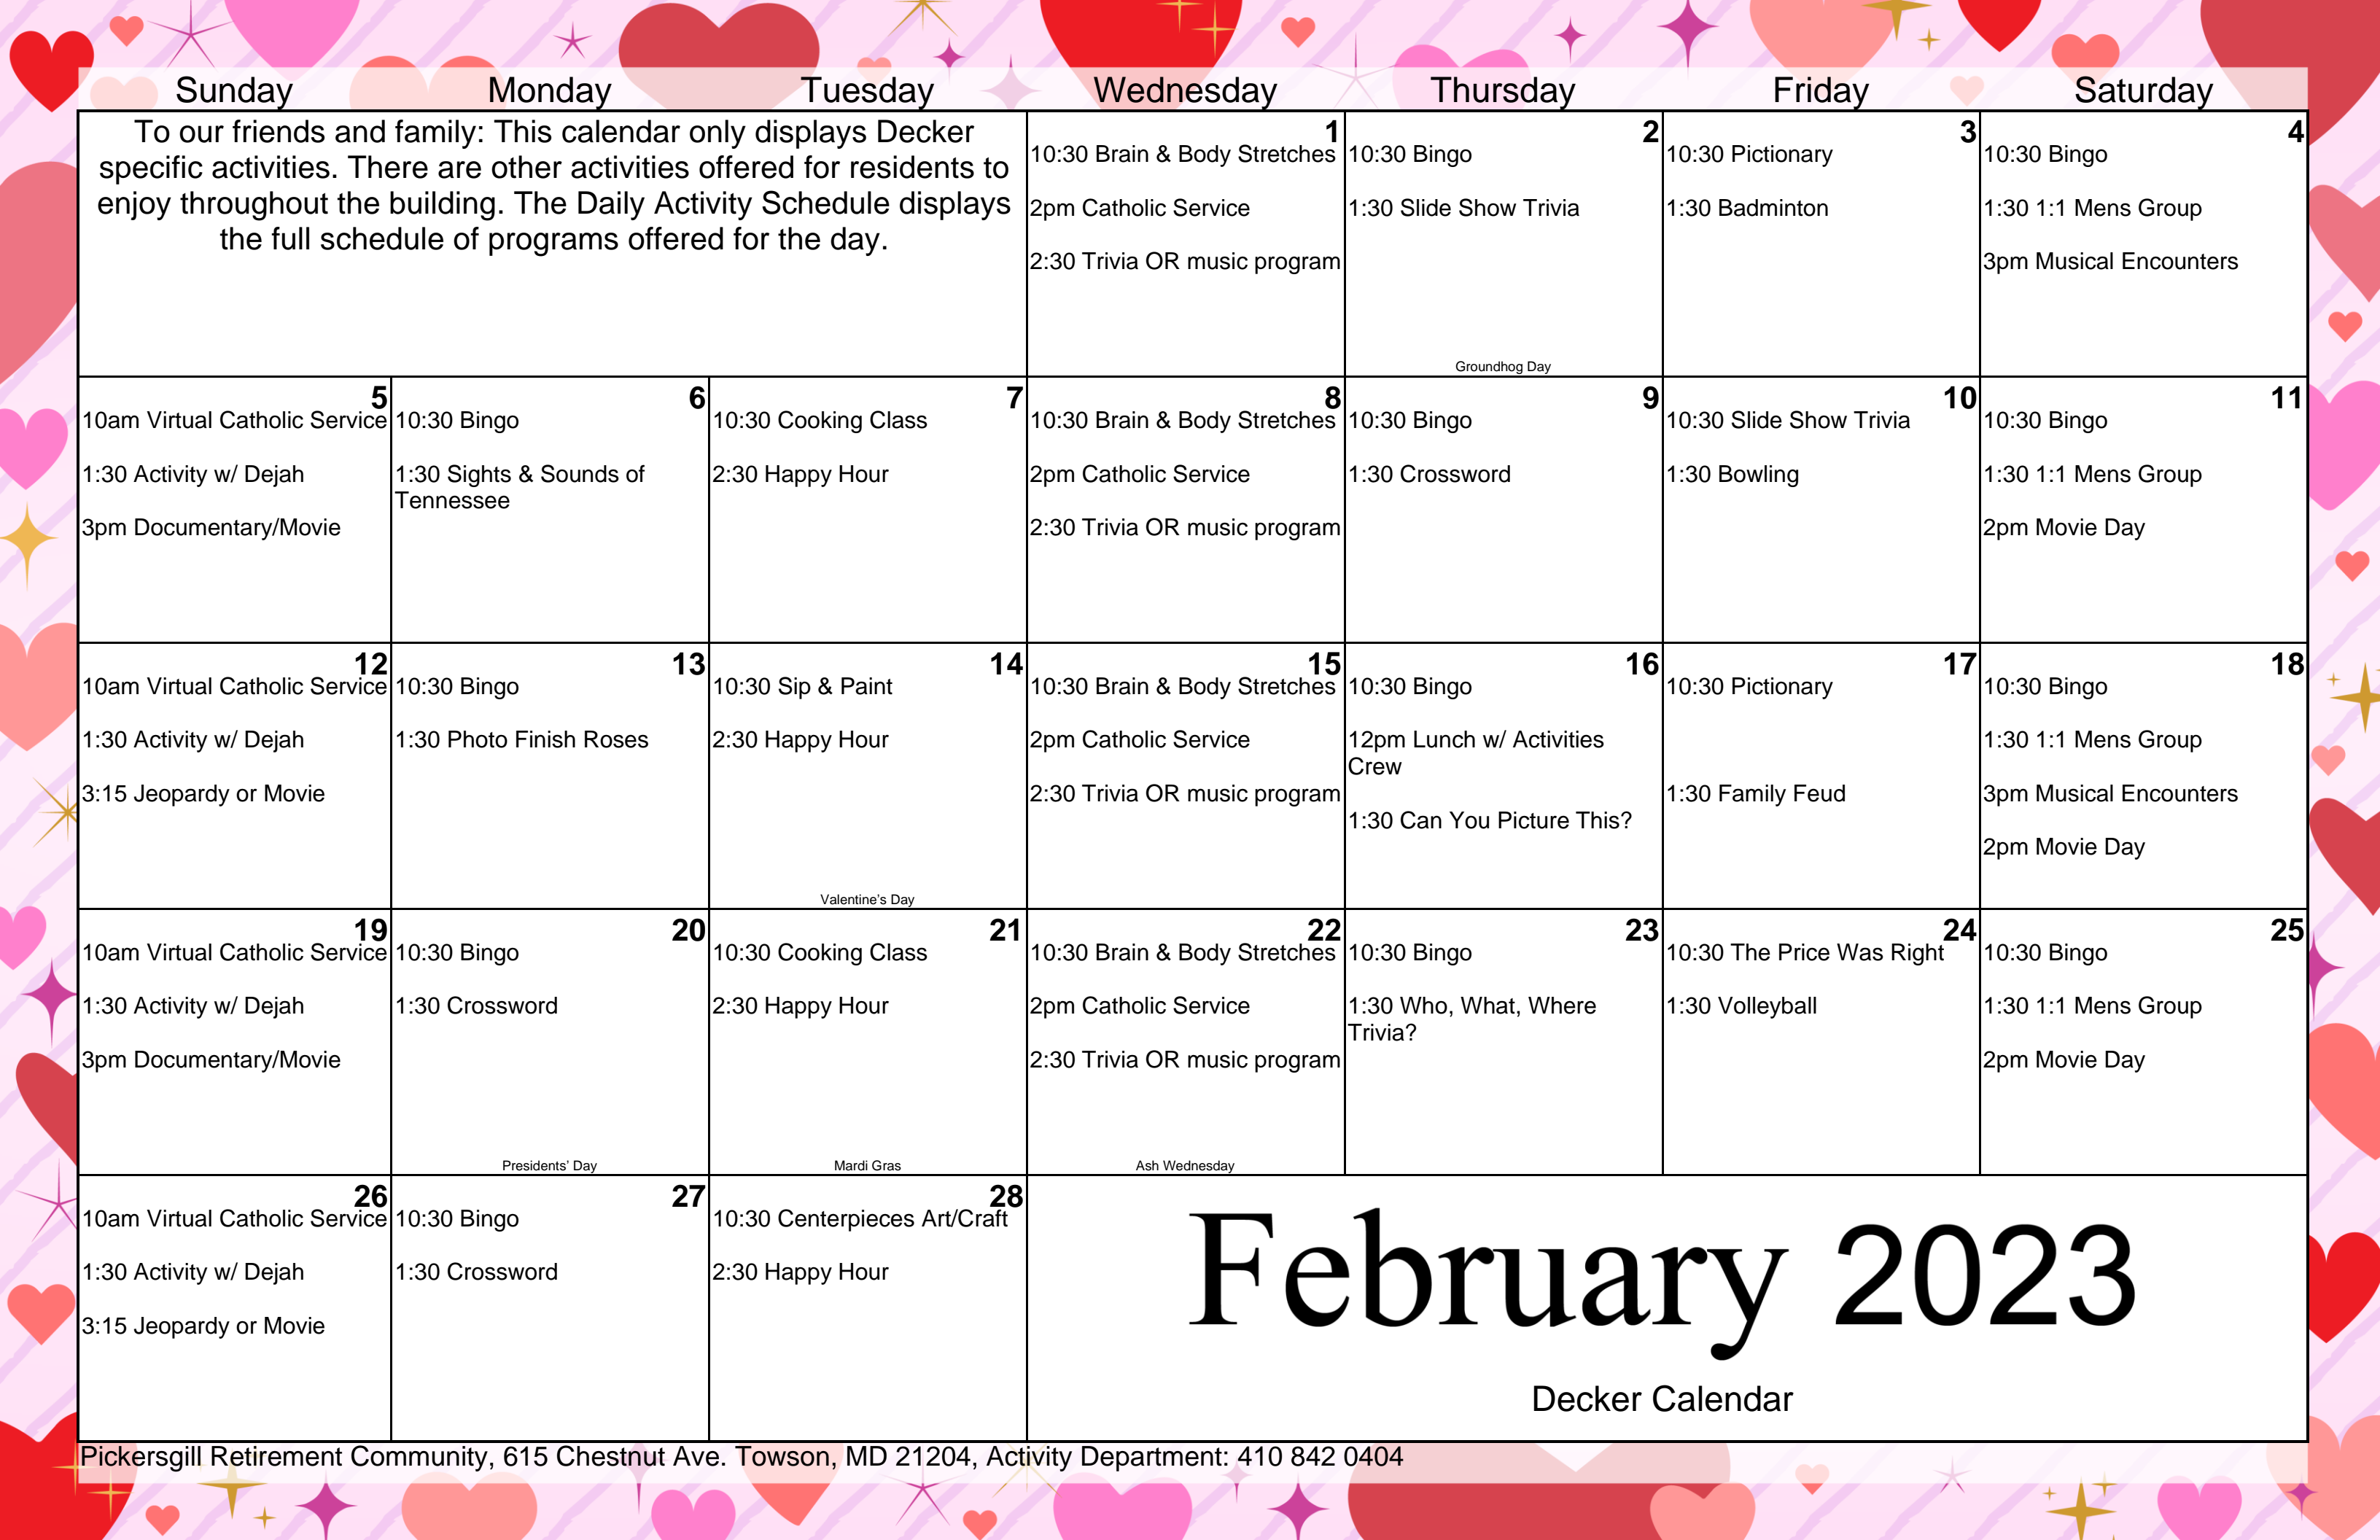 Sunday Monday Tuesday Wednesday Thursday Friday Saturday
To our friends and family: This calendar only displays Decker
specific activities. There are other activities offered for residents to
enjoy throughout the building. The Daily Activity Schedule displays
the full schedule of programs offered for the day.
1
10:30 Brain & Body Stretches
2pm Catholic Service
2:30 Trivia OR music program
2
10:30 Bingo
1:30 Slide Show Trivia
Groundhog Day
3
10:30 Pictionary
1:30 Badminton
4
10:30 Bingo
1:30 1:1 Mens Group
3pm Musical Encounters
5
10am Virtual Catholic Service
1:30 Activity w/ Dejah
3pm Documentary/Movie
6
10:30 Bingo
1:30 Sights & Sounds of
Tennessee
7
10:30 Cooking Class
2:30 Happy Hour
8
10:30 Brain & Body Stretches
2pm Catholic Service
2:30 Trivia OR music program
9
10:30 Bingo
1:30 Crossword
10
10:30 Slide Show Trivia
1:30 Bowling
11
10:30 Bingo
1:30 1:1 Mens Group
2pm Movie Day
12
10am Virtual Catholic Service
1:30 Activity w/ Dejah
3:15 Jeopardy or Movie
13
10:30 Bingo
1:30 Photo Finish Roses
14
10:30 Sip & Paint
2:30 Happy Hour
Valentine's Day
15
10:30 Brain & Body Stretches
2pm Catholic Service
2:30 Trivia OR music program
16
10:30 Bingo
12pm Lunch w/ Activities
Crew
1:30 Can You Picture This?
17
10:30 Pictionary
1:30 Family Feud
18
10:30 Bingo
1:30 1:1 Mens Group
3pm Musical Encounters
2pm Movie Day
19
10am Virtual Catholic Service
1:30 Activity w/ Dejah
3pm Documentary/Movie
20
10:30 Bingo
1:30 Crossword
Presidents' Day
21
10:30 Cooking Class
2:30 Happy Hour
Mardi Gras
22
10:30 Brain & Body Stretches
2pm Catholic Service
2:30 Trivia OR music program
Ash Wednesday
23
10:30 Bingo
1:30 Who, What, Where
Trivia?
24
10:30 The Price Was Right
1:30 Volleyball
25
10:30 Bingo
1:30 1:1 Mens Group
2pm Movie Day
26
10am Virtual Catholic Service
1:30 Activity w/ Dejah
3:15 Jeopardy or Movie
27
10:30 Bingo
1:30 Crossword
28
10:30 Centerpieces Art/Craft
2:30 Happy Hour
February 2023
Decker Calendar
Pickersgill Retirement Community, 615 Chestnut Ave. Towson, MD 21204, Activity Department: 410 842 0404